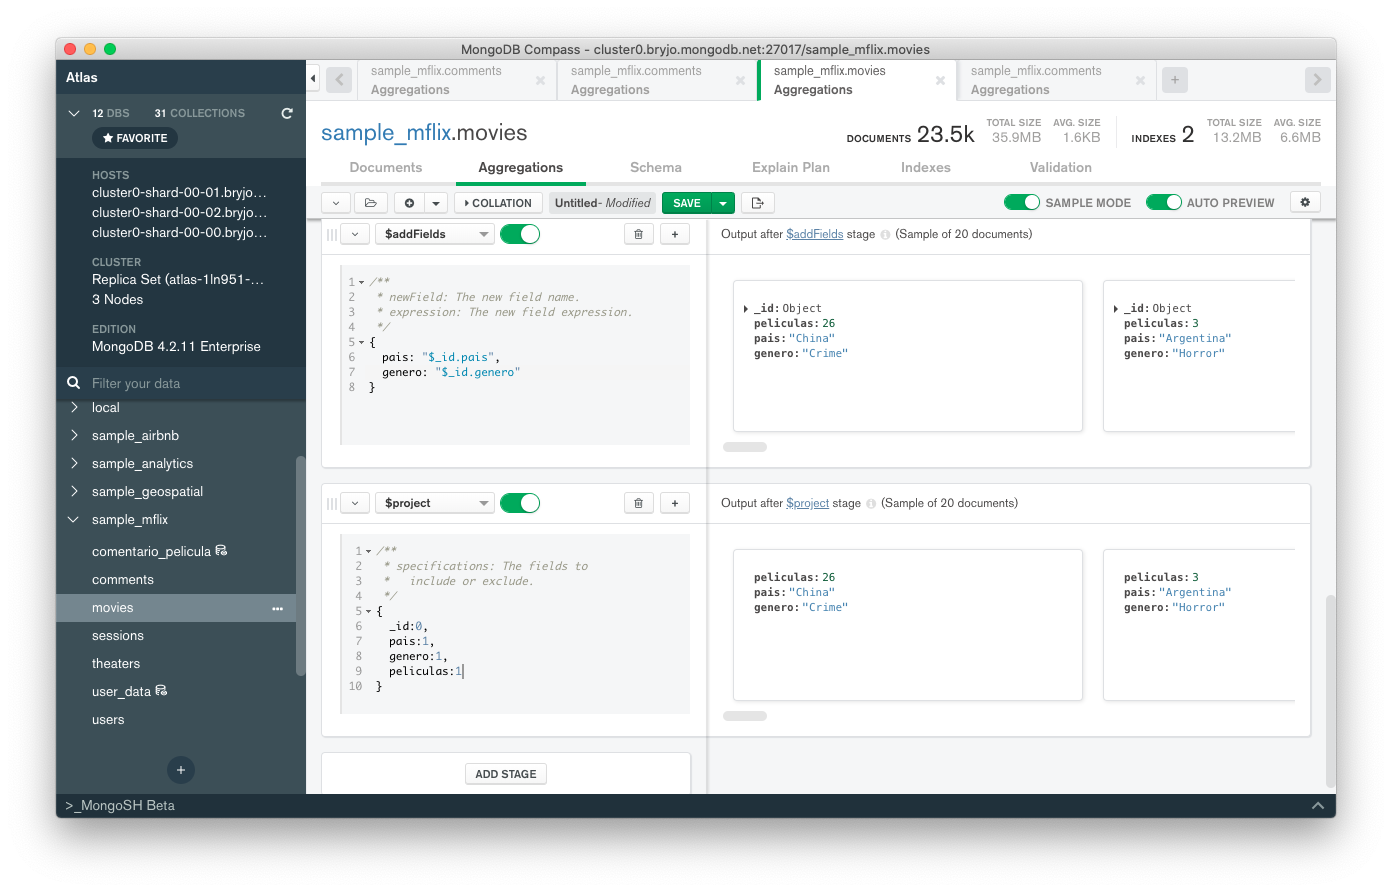 MongoDB Compass - cluster0.bryjo.mongodb.net:27017/sample_mflix.movies
Atlas
12 DBS 31 COLLECTIONS
FAVORITE
HOSTS
cluster0-shard-00-01.bryjo...
cluster0-shard-00-02.bryjo...
cluster0-shard-00-00.bryjo...
CLUSTER
Replica Set (atlas-1ln951-...
3 Nodes
EDITION
MongoDB 4.2.11 Enterprise
Filter your data
local
sample_airbnb
sample_analytics
sample_geospatial
sample_mflix
comentario_pelicula
comments
movies
sessions
theaters
user_data
users
sample_mflix.comments
Aggregations
sample_mflix.comments
Aggregations
sample_mflix.movies
Aggregations
sample_mflix.comments
Aggregations
sample_mflix.movies
DOCUMENTS 23.5k TOTAL SIZE 35.9MB AVG. SIZE 1.6KB INDEXES 2 TOTAL SIZE 13.2MB AVG. SIZE 6.6MB
Documents Aggregations Schema Explain Plan Indexes Validation
COLLATION Untitled- Modified SAVE SAMPLE MODE AUTO PREVIEW
$addFields
Output after $addFields stage (Sample of 20 documents)
1 /**
2 * newField: The new field name.
3 * expression: The new field expression.
4 */
5 {
6 pais: "$_id.pais",
7 genero: "$_id.genero"
8 }
_id: Object
peliculas: 26
pais: "China"
genero: "Crime"
_id: Object
peliculas: 3
pais: "Argentina"
genero: "Horror"
$project
Output after $project stage (Sample of 20 documents)
1 /**
2 * specifications: The fields to
3 * include or exclude.
4 */
5 {
6 _id:0,
7 pais:1,
8 genero:1,
9 peliculas:1
10 }
peliculas: 26
pais: "China"
genero: "Crime"
peliculas: 3
pais: "Argentina"
genero: "Horror"
ADD STAGE
>_MongoSH Beta